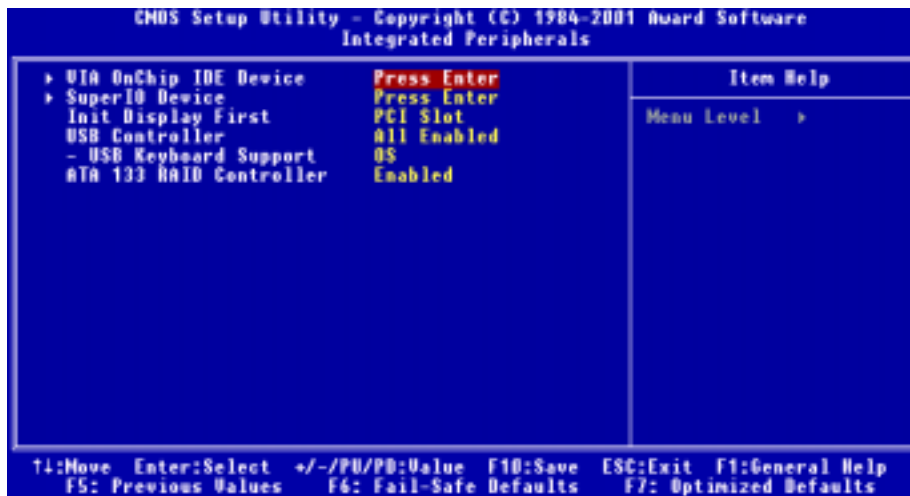 CMOS Setup Utility - Copyright (C) 1984-2001 Award Software
Integrated Peripherals
▸ VIA OnChip IDE Device Press Enter
▸ SuperIO Device Press Enter
Init Display First PCI Slot
USB Controller All Enabled
- USB Keyboard Support OS
ATA 133 RAID Controller Enabled
Item Help
Menu Level ▸
↑↓:Move Enter:Select +/-/PU/PD:Value F10:Save ESC:Exit F1:General Help
F5: Previous Values F6: Fail-Safe Defaults F7: Optimized Defaults